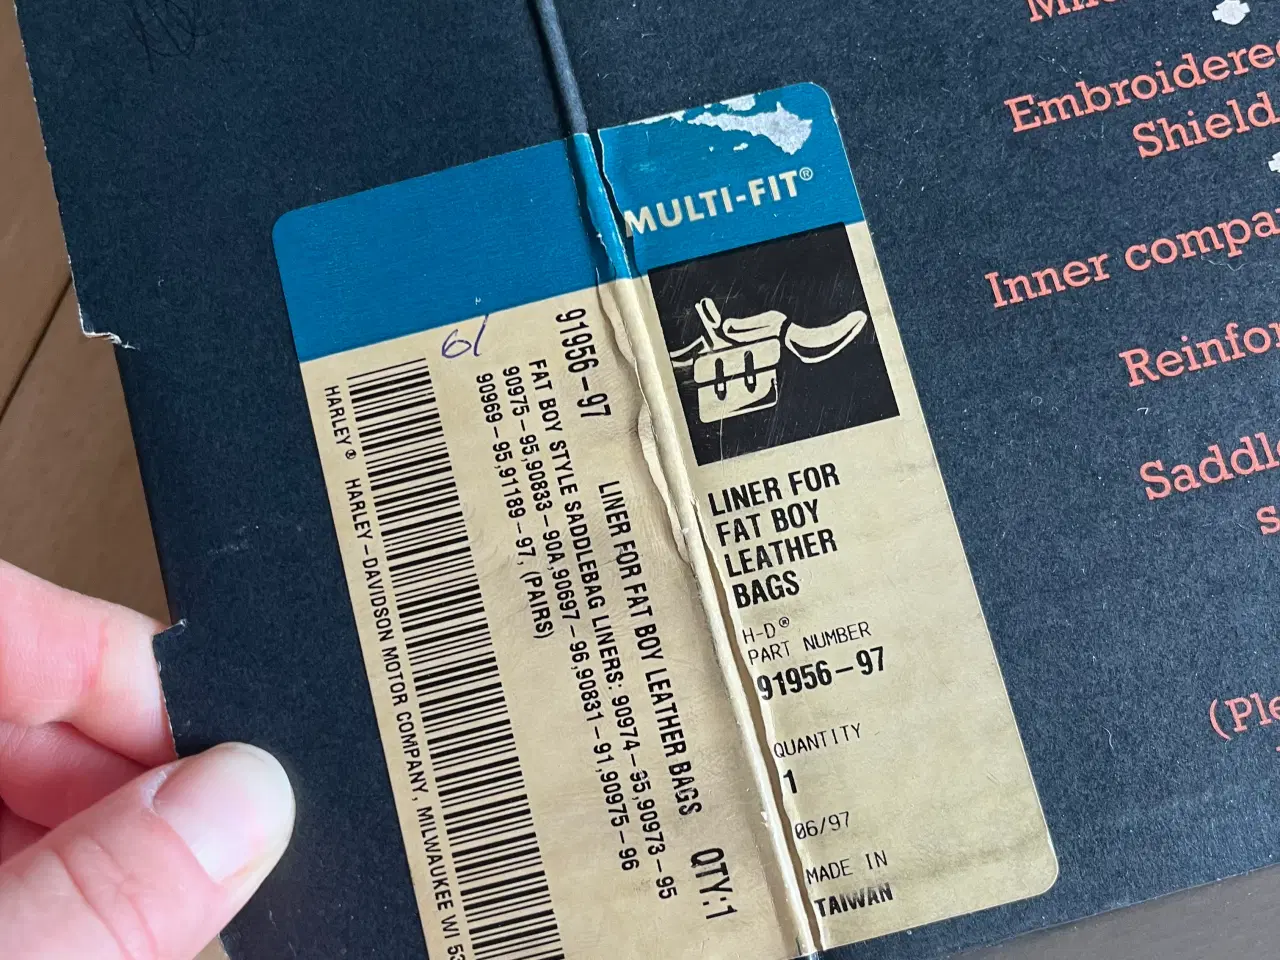 Embroidere
Shield
Inner compa
Reinfo
Saddl
s
(Ple
MULTI-FIT®
LINER FOR
FAT BOY
LEATHER
BAGS
H-D®
PART NUMBER
91956-97
QUANTITY
1
06/97
MADE IN
TAIWAN
91956-97
LINER FOR FAT BOY LEATHER BAGS QTY:1
FAT BOY STYLE SADDLEBAG LINERS: 90974-95,90973-95
90975-95,90833-90A,90697-96,90831-91,90975-96
90969-95,91189-97, (PAIRS)
61
HARLEY® HARLEY-DAVIDSON MOTOR COMPANY, MILWAUKEE WI 53